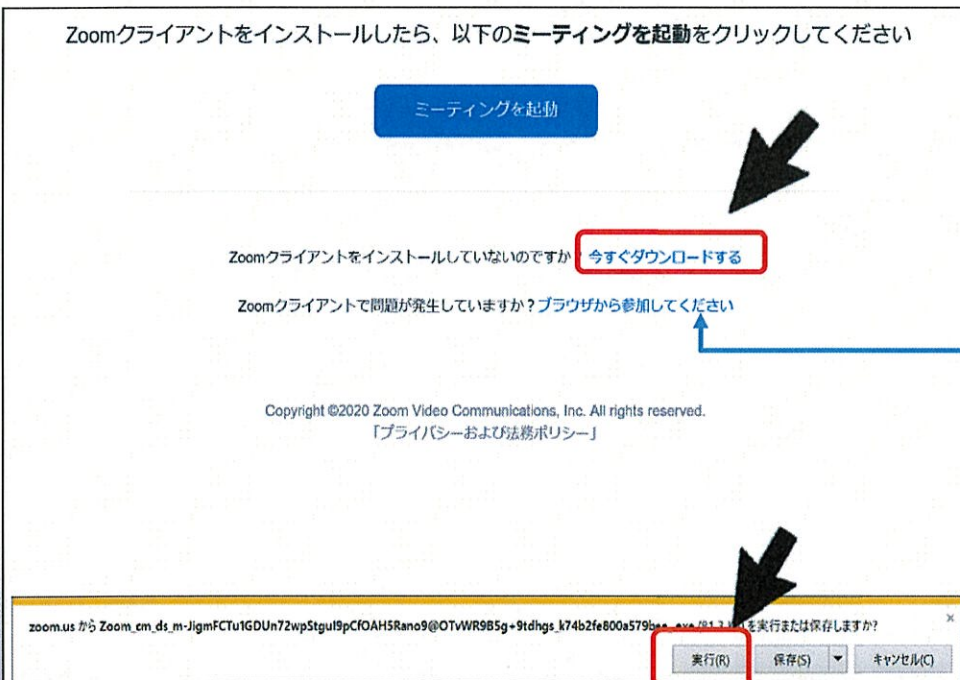 Zoomクライアントをインストールしたら、以下のミーティングを起動をクリックしてください
ミーティングを起動
Zoomクライアントをインストールしていないのですか 今すぐダウンロードする
Zoomクライアントで問題が発生していますか？ブラウザから参加してください
Copyright ©2020 Zoom Video Communications, Inc. All rights reserved.
「プライバシーおよび法務ポリシー」
zoom.us から を実行または保存しますか?
実行(R) 保存(S) キャンセル(C)